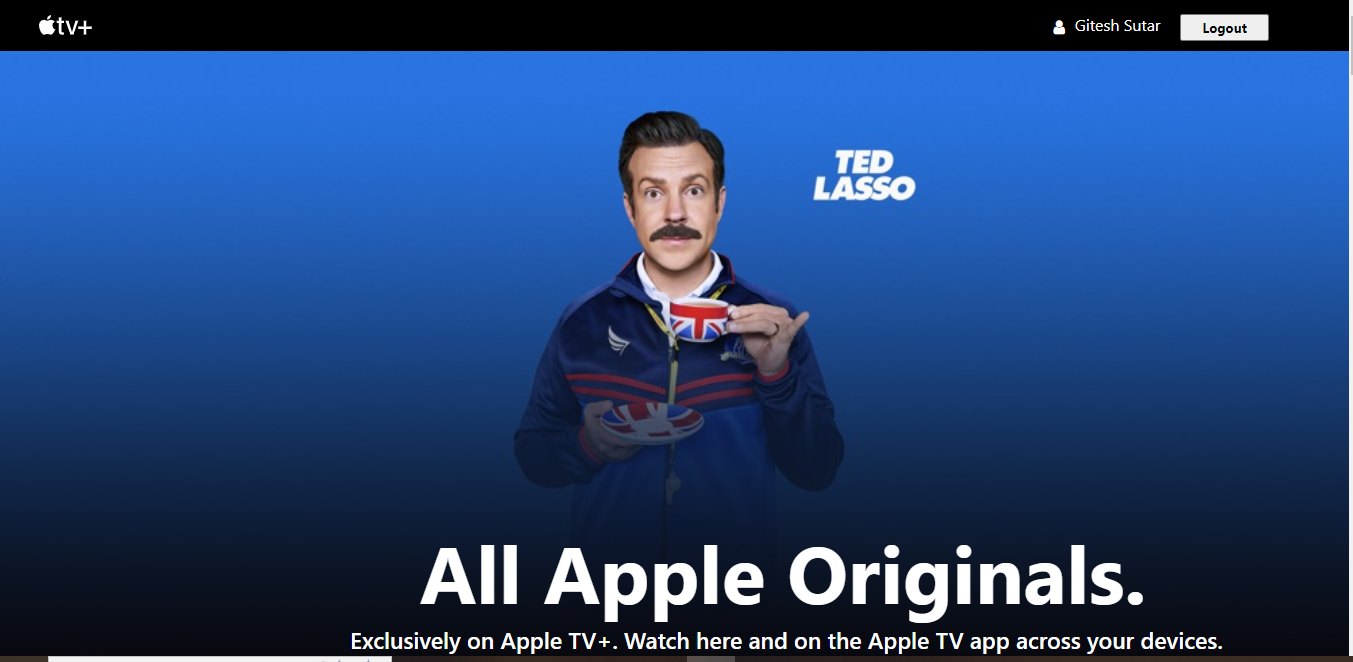 tv+
Gitesh Sutar
Logout
TED
LASSO
All Apple Originals.
Exclusively on Apple TV+. Watch here and on the Apple TV app across your devices.